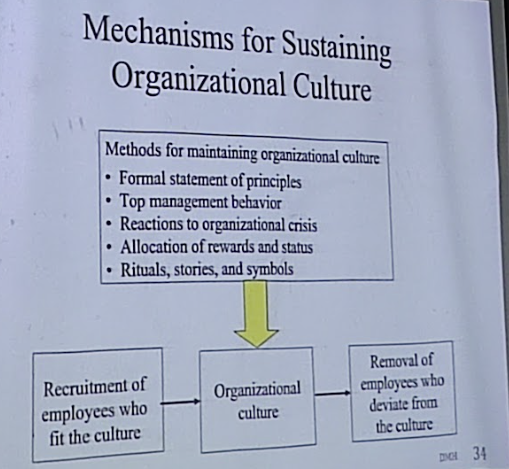 Mechanisms for Sustaining
Organizational Culture
Methods for maintaining organizational culture
• Formal statement of principles
• Top management behavior
• Reactions to organizational crisis
• Allocation of rewards and status
• Rituals, stories, and symbols
Recruitment of
employees who
fit the culture
Organizational
culture
Removal of
employees who
deviate from
the culture
34